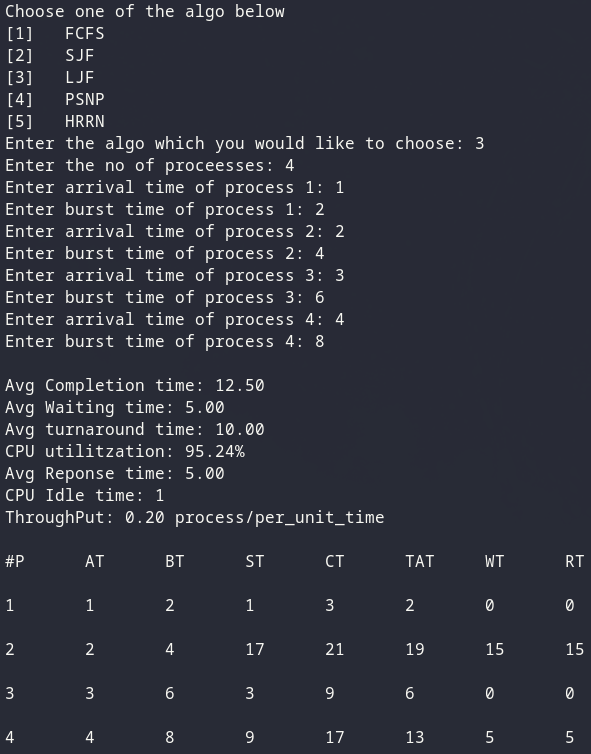 Choose one of the algo below
[1]   FCFS
[2]   SJF
[3]   LJF
[4]   PSNP
[5]   HRRN
Enter the algo which you would like to choose: 3
Enter the no of proceesses: 4
Enter arrival time of process 1: 1
Enter burst time of process 1: 2
Enter arrival time of process 2: 2
Enter burst time of process 2: 4
Enter arrival time of process 3: 3
Enter burst time of process 3: 6
Enter arrival time of process 4: 4
Enter burst time of process 4: 8
Avg Completion time: 12.50
Avg Waiting time: 5.00
Avg turnaround time: 10.00
CPU utilitzation: 95.24%
Avg Reponse time: 5.00
CPU Idle time: 1
ThroughPut: 0.20 process/per_unit_time
#P      AT      BT      ST      CT      TAT     WT      RT
1       1       2       1       3       2       0       0
2       2       4       17      21      19      15      15
3       3       6       3       9       6       0       0
4       4       8       9       17      13      5       5